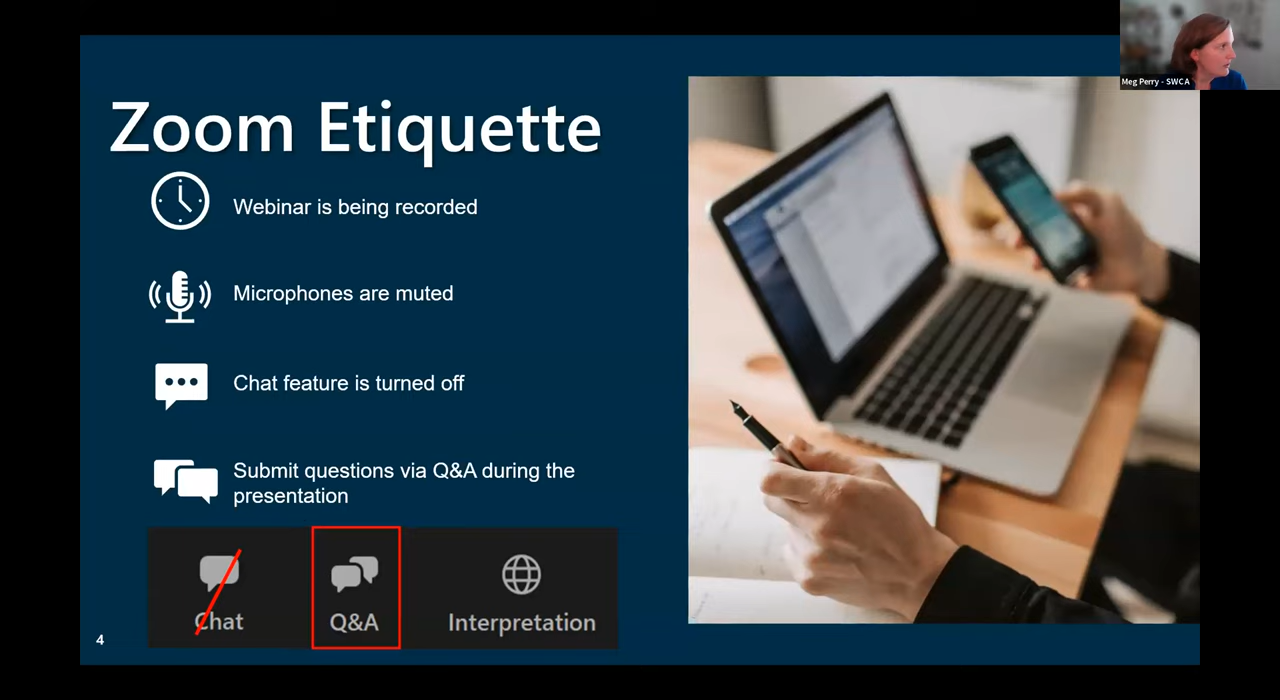 Meg Perry - SWCA
Zoom Etiquette
Webinar is being recorded
Microphones are muted
Chat feature is turned off
Submit questions via Q&A during the
presentation
Chat
Q&A
Interpretation
4